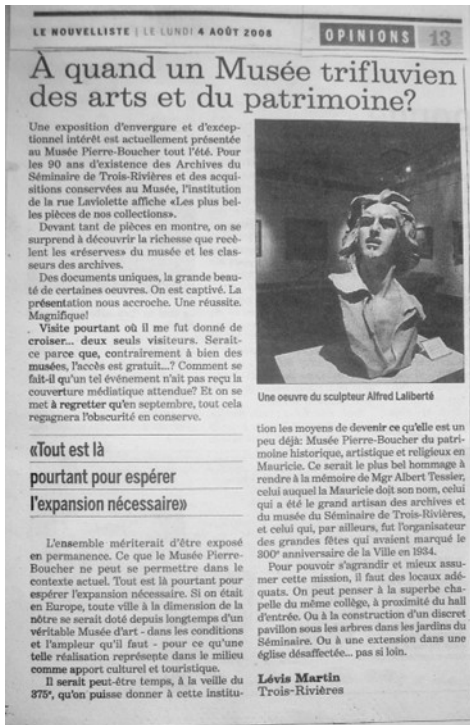 LE NOUVELLISTE | LE LUNDI 4 AOÛT 2008
OPINIONS 13
À quand un Musée trifluvien
des arts et du patrimoine?
Une exposition d'envergure et d'excep-
tionnel intérêt est actuellement présentée
au Musée Pierre-Boucher tout l'été. Pour
les 90 ans d'existence des Archives du
Séminaire de Trois-Rivières et des acqui-
sitions conservées au Musée, l'institution
de la rue Laviolette affiche «Les plus bel-
les pièces de nos collections».
Devant tant de pièces en montre, on se
surprend à découvrir la richesse que recè-
lent les «réserves» du musée et les clas-
seurs des archives.
Des documents uniques, la grande beau-
té de certaines oeuvres. On est captivé. La
présentation nous accroche. Une réussite.
Magnifique!
Visite pourtant où il me fut donné de
croiser... deux seuls visiteurs. Serait-
ce parce que, contrairement à bien des
musées, l'accès est gratuit...? Comment se
fait-il qu'un tel événement n'ait pas reçu la
couverture médiatique attendue? Et on se
met à regretter qu'en septembre, tout cela
regagnera l'obscurité en conserve.
«Tout est là
pourtant pour espérer
l'expansion nécessaire»
L'ensemble mériterait d'être exposé
en permanence. Ce que le Musée Pierre-
Boucher ne peut se permettre dans le
contexte actuel. Tout est là pourtant pour
espérer l'expansion nécessaire. Si on était
en Europe, toute ville à la dimension de la
nôtre se serait doté depuis longtemps d'un
véritable Musée d'art - dans les conditions
et l'ampleur qu'il faut - pour ce qu'une
telle réalisation représente dans le milieu
comme apport culturel et touristique.
Il serait peut-être temps, à la veille du
375e, qu'on puisse donner à cette institu-
Une oeuvre du sculpteur Alfred Laliberté
tion les moyens de devenir ce qu'elle est un
peu déjà: Musée Pierre-Boucher du patri-
moine historique, artistique et religieux en
Mauricie. Ce serait le plus bel hommage à
rendre à la mémoire de Mgr Albert Tessier,
celui auquel la Mauricie doit son nom, celui
qui a été le grand artisan des archives et
du musée du Séminaire de Trois-Rivières,
et celui qui, par ailleurs, fut l'organisateur
des grandes fêtes qui avaient marqué le
300e anniversaire de la Ville en 1934.
Pour pouvoir s'agrandir et mieux assu-
mer cette mission, il faut des locaux adé-
quats. On peut penser à la superbe cha-
pelle du même collège, à proximité du hall
d'entrée. Ou à la construction d'un discret
pavillon sous les arbres dans les jardins du
Séminaire. Ou à une extension dans une
église désaffectée... pas si loin.
Lévis Martin
Trois-Rivières